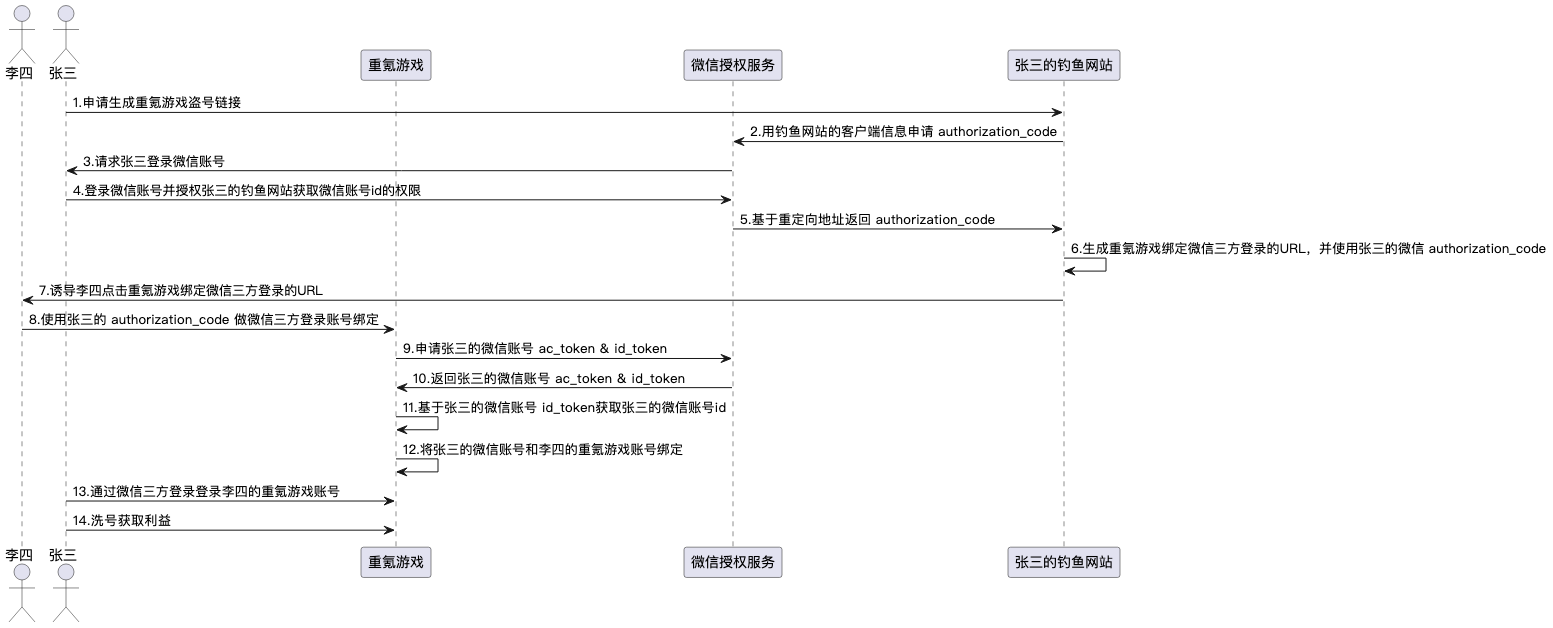 李四
张三
重氪游戏
微信授权服务
张三的钓鱼网站
1.申请生成重氪游戏盗号链接
2.用钓鱼网站的客户端信息申请 authorization_code
3.请求张三登录微信账号
4.登录微信账号并授权张三的钓鱼网站获取微信账号id的权限
5.基于重定向地址返回 authorization_code
6.生成重氪游戏绑定微信三方登录的URL，并使用张三的微信 authorization_code
7.诱导李四点击重氪游戏绑定微信三方登录的URL
8.使用张三的 authorization_code 做微信三方登录账号绑定
9.申请张三的微信账号 ac_token & id_token
10.返回张三的微信账号 ac_token & id_token
11.基于张三的微信账号 id_token获取张三的微信账号id
12.将张三的微信账号和李四的重氪游戏账号绑定
13.通过微信三方登录登录李四的重氪游戏账号
14.洗号获取利益
李四
张三
重氪游戏
微信授权服务
张三的钓鱼网站